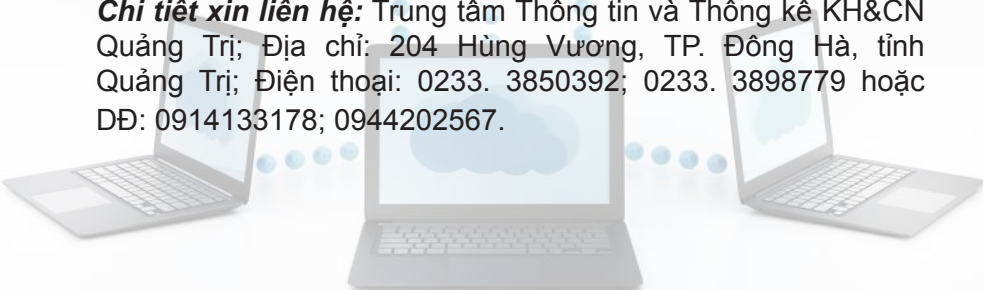 Chi tiết xin liên hệ: Trung tâm Thông tin và Thống kê KH&CN
Quảng Trị; Địa chỉ: 204 Hùng Vương, TP. Đông Hà, tỉnh
Quảng Trị; Điện thoại: 0233. 3850392; 0233. 3898779 hoặc
DĐ: 0914133178; 0944202567.